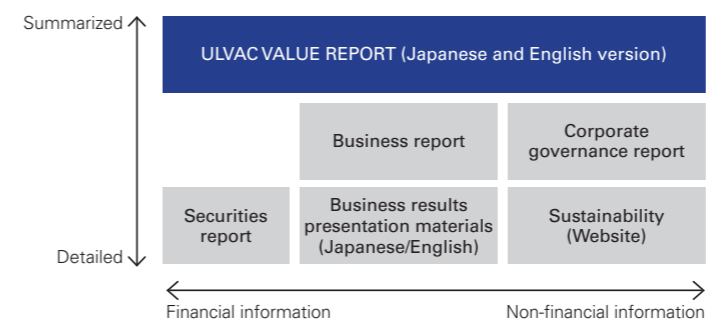 Summarized
ULVAC VALUE REPORT (Japanese and English version)
Business report
Corporate
governance report
Securities
report
Business results
presentation materials
(Japanese/English)
Sustainability
(Website)
Detailed
Financial information
Non-financial information